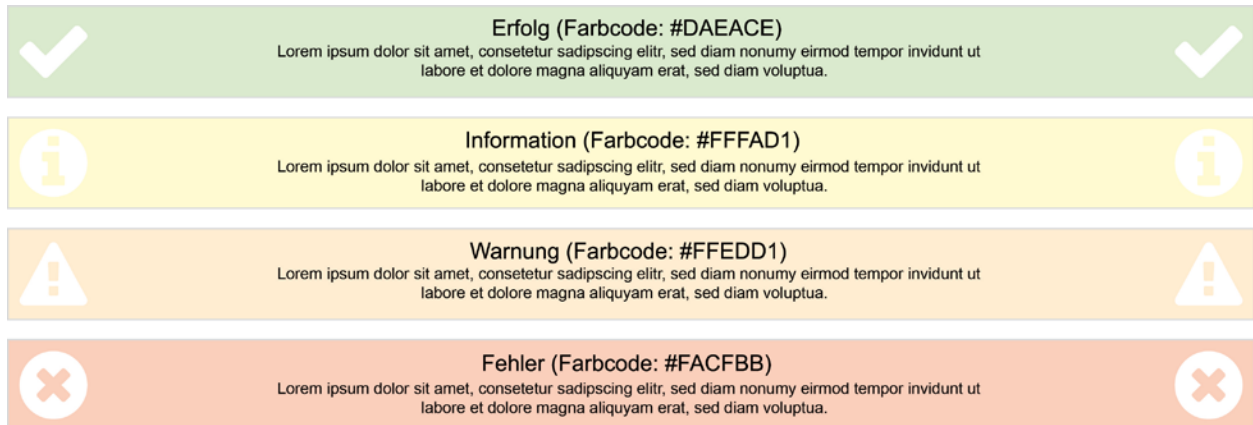 Erfolg (Farbcode: #DAEACE)
Lorem ipsum dolor sit amet, consetetur sadipscing elitr, sed diam nonumy eirmod tempor invidunt ut
labore et dolore magna aliquyam erat, sed diam voluptua.
Information (Farbcode: #FFFAD1)
Lorem ipsum dolor sit amet, consetetur sadipscing elitr, sed diam nonumy eirmod tempor invidunt ut
labore et dolore magna aliquyam erat, sed diam voluptua.
Warnung (Farbcode: #FFEDD1)
Lorem ipsum dolor sit amet, consetetur sadipscing elitr, sed diam nonumy eirmod tempor invidunt ut
labore et dolore magna aliquyam erat, sed diam voluptua.
Fehler (Farbcode: #FACFBB)
Lorem ipsum dolor sit amet, consetetur sadipscing elitr, sed diam nonumy eirmod tempor invidunt ut
labore et dolore magna aliquyam erat, sed diam voluptua.